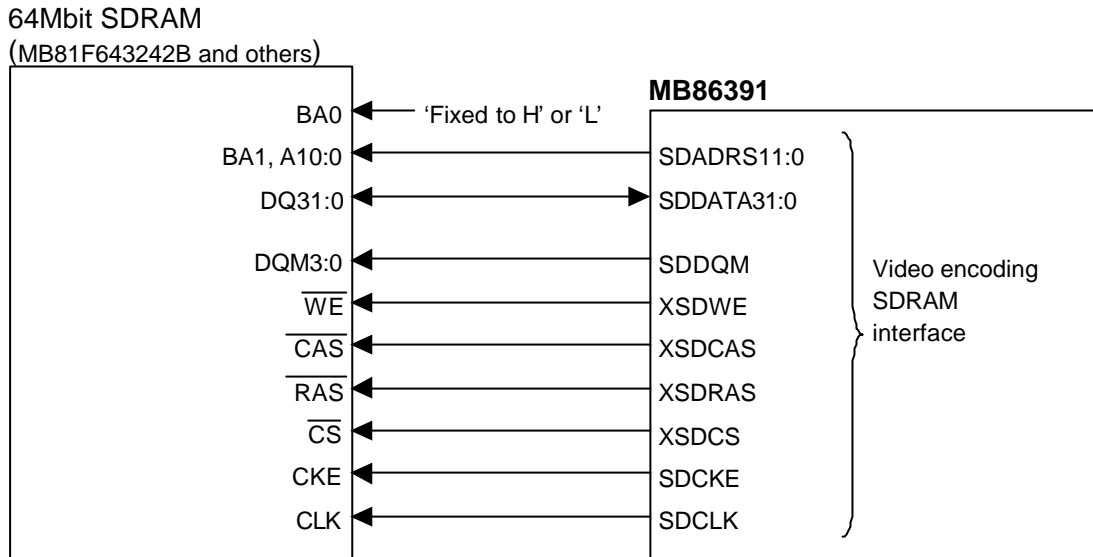 64Mbit SDRAM
(MB81F643242B and others)
MB86391
BA0 ‘Fixed to H’ or ‘L’
BA1, A10:0 SDADRS11:0
DQ31:0 SDDATA31:0
DQM3:0 SDDQM
WE XSDWE
CAS XSDCAS
RAS XSDRAS
CS XSDCS
CKE SDCKE
CLK SDCLK
Video encoding
SDRAM
interface